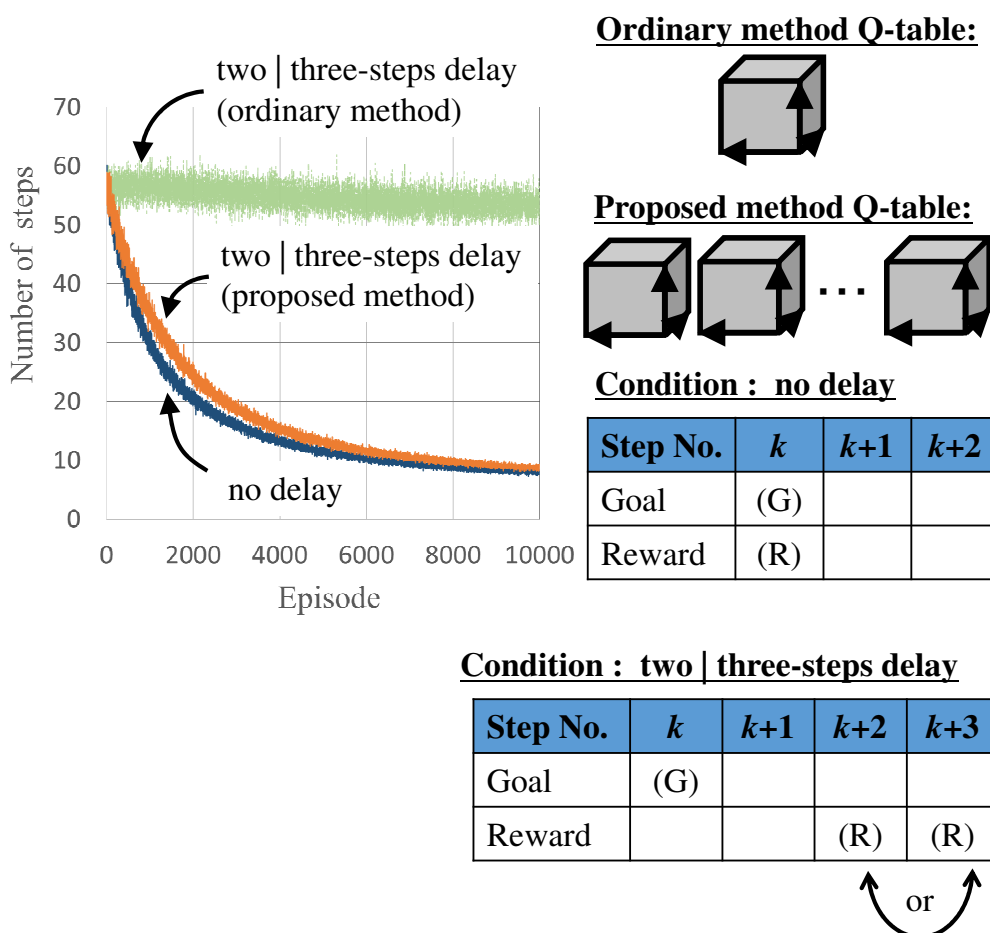 Ordinary method Q-table:
two | three-steps delay
(ordinary method)
70
60
50
40
30
20
10
0
Number of steps
two | three-steps delay
(proposed method)
no delay
0 2000 4000 6000 8000 10000
Episode
Proposed method Q-table:
...
Condition : no delay
Step No. k k+1 k+2
Goal (G)
Reward (R)
Condition : two | three-steps delay
Step No. k k+1 k+2 k+3
Goal (G)
Reward (R) (R)
or